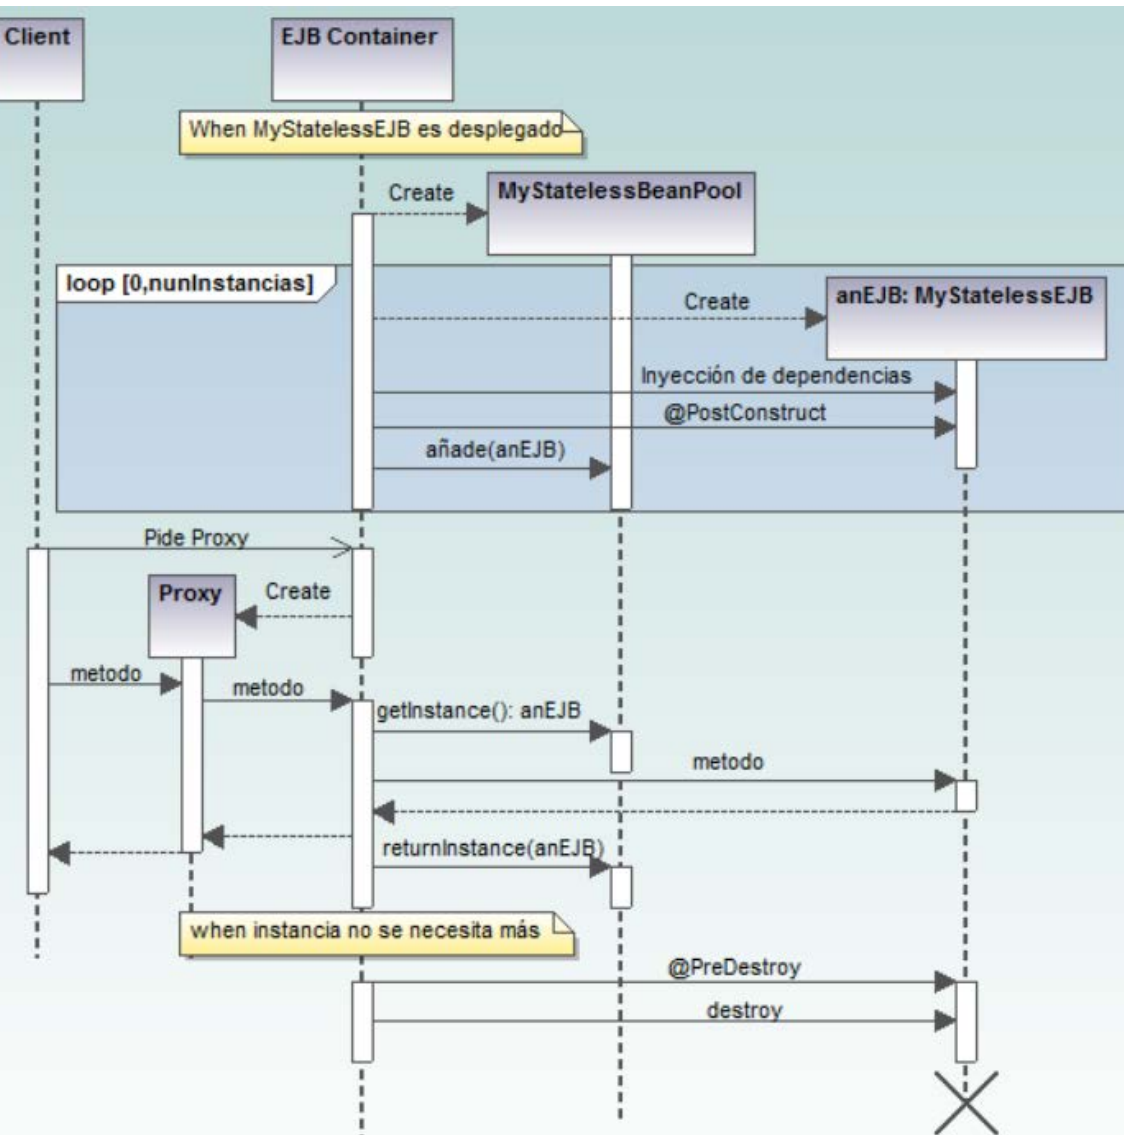 Client
EJB Container
When MyStatelessEJB es desplegado
Create
MyStatelessBeanPool
loop [0,nunInstancias]
Create
anEJB: MyStatelessEJB
Inyección de dependencias
@PostConstruct
añade(anEJB)
Pide Proxy
Proxy
Create
metodo
metodo
getInstance(): anEJB
metodo
returnInstance(anEJB)
when instancia no se necesita más
@PreDestroy
destroy